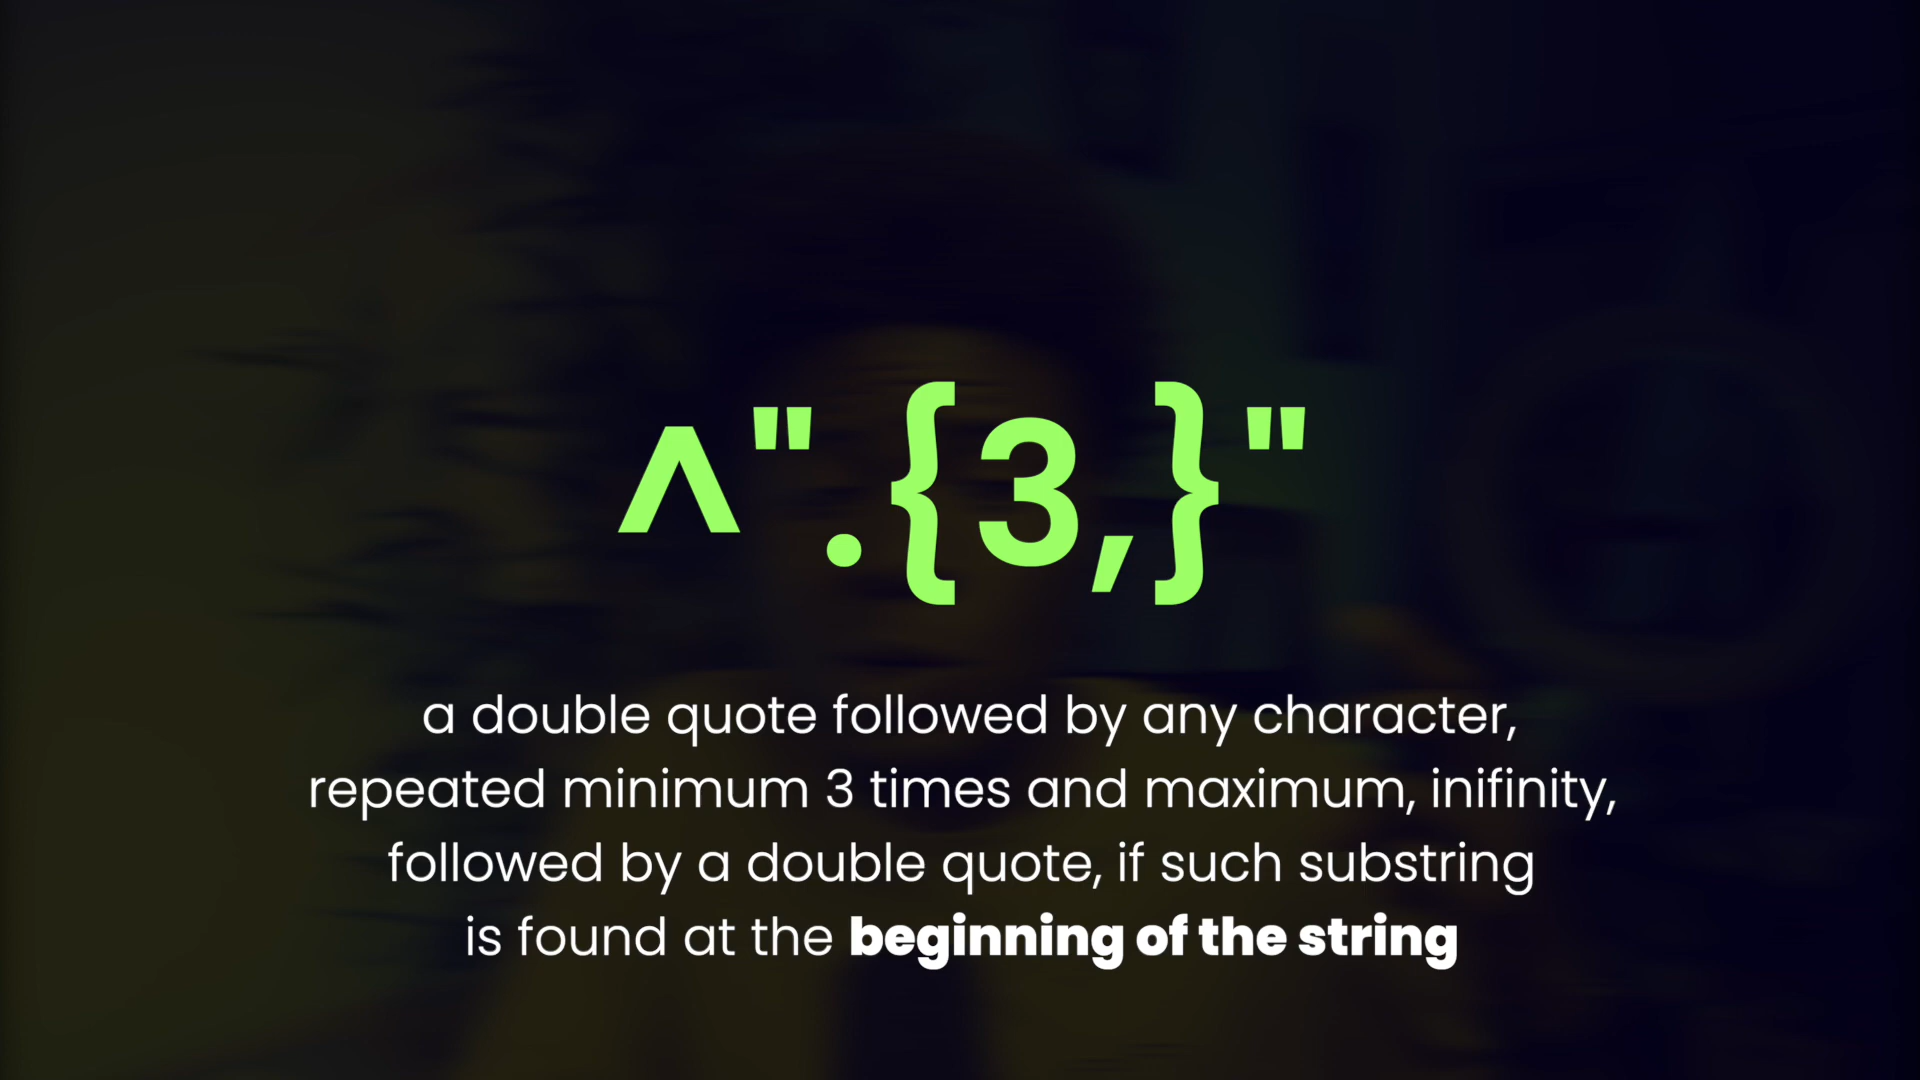 ^".{3,}"
a double quote followed by any character,
repeated minimum 3 times and maximum, inifinity,
followed by a double quote, if such substring
is found at the beginning of the string